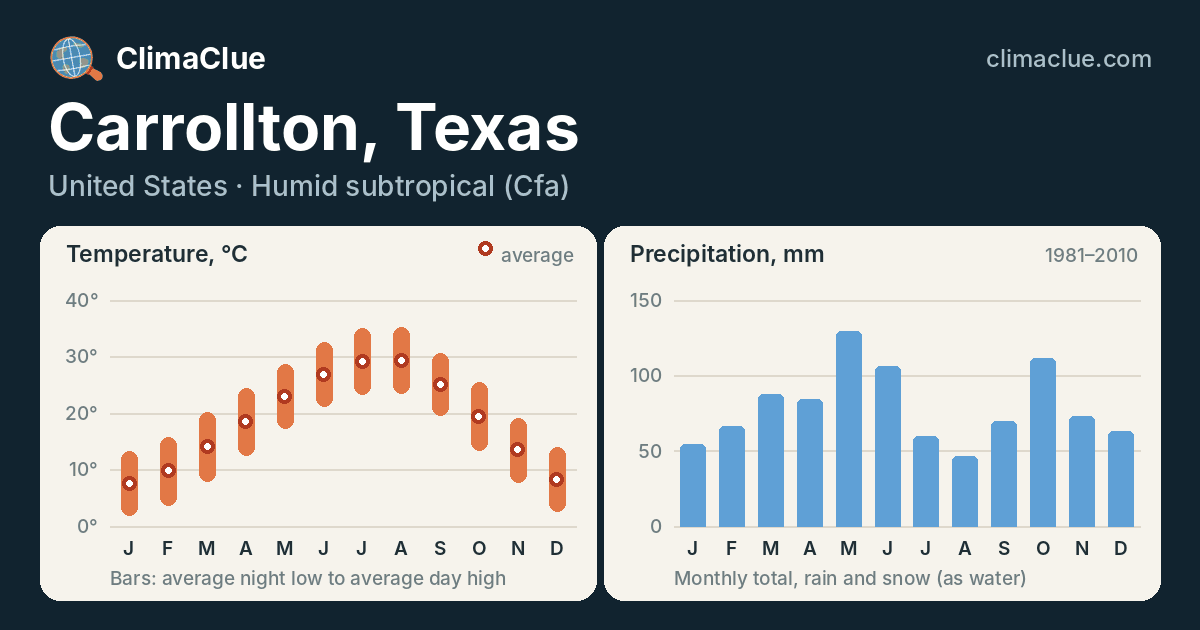 ClimaClue
climaclue.com
Carrollton, Texas
United States · Humid subtropical (Cfa)
Temperature, °C
average
40°
30°
20°
10°
0°
J F M A M J J A S O N D
Bars: average night low to average day high
Precipitation, mm
1981–2010
150
100
50
0
J F M A M J J A S O N D
Monthly total, rain and snow (as water)